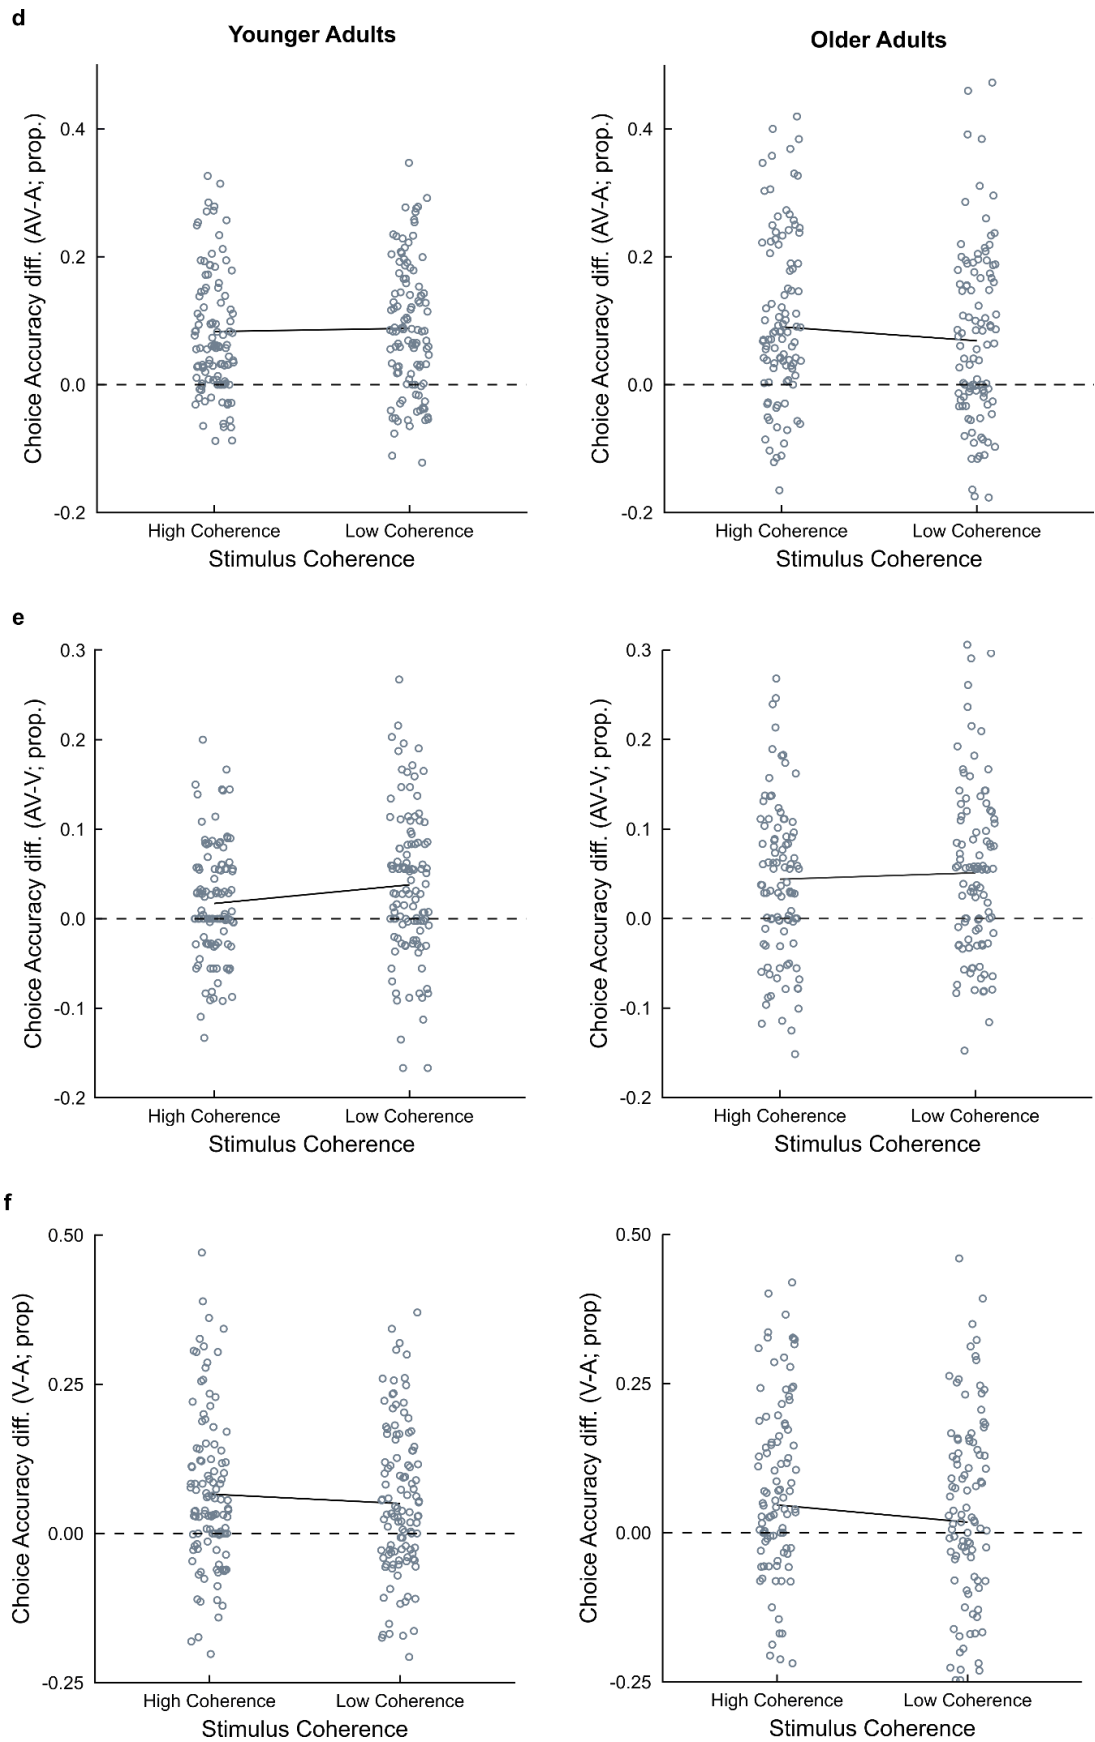 d
Younger Adults
Older Adults
Choice Accuracy diff. (AV-A; prop.)
0.4
0.2
0.0
-0.2
High Coherence Low Coherence
Stimulus Coherence
Choice Accuracy diff. (AV-A; prop.)
0.4
0.2
0.0
-0.2
High Coherence Low Coherence
Stimulus Coherence
e
Choice Accuracy diff. (AV-V; prop.)
0.3
0.2
0.1
0.0
-0.1
-0.2
High Coherence Low Coherence
Stimulus Coherence
Choice Accuracy diff. (AV-V; prop.)
0.3
0.2
0.1
0.0
-0.1
-0.2
High Coherence Low Coherence
Stimulus Coherence
f
Choice Accuracy diff. (V-A; prop)
0.50
0.25
0.00
-0.25
High Coherence Low Coherence
Stimulus Coherence
Choice Accuracy diff. (V-A; prop)
0.50
0.25
0.00
-0.25
High Coherence Low Coherence
Stimulus Coherence